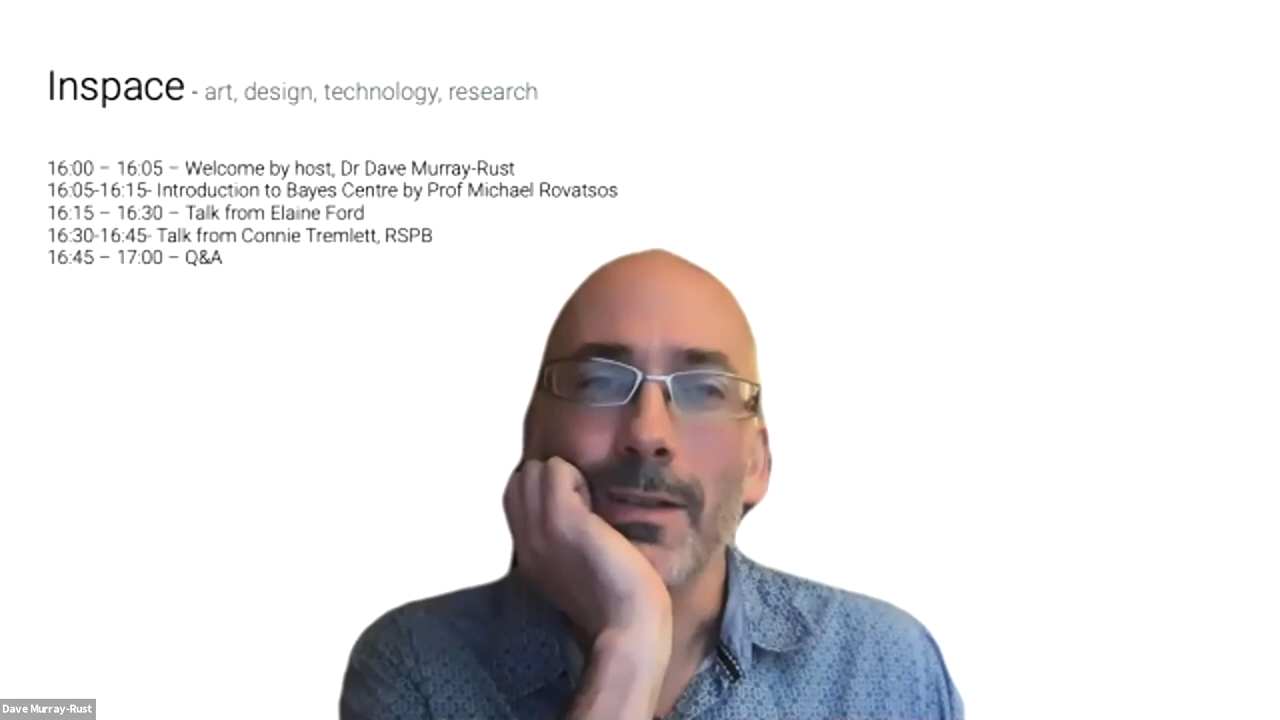 Inspace - art, design, technology, research
16:00 – 16:05 – Welcome by host, Dr Dave Murray-Rust
16:05-16:15- Introduction to Bayes Centre by Prof Michael Rovatsos
16:15 – 16:30 – Talk from Elaine Ford
16:30-16:45- Talk from Connie Tremlett, RSPB
16:45 – 17:00 – Q&A
Dave Murray-Rust